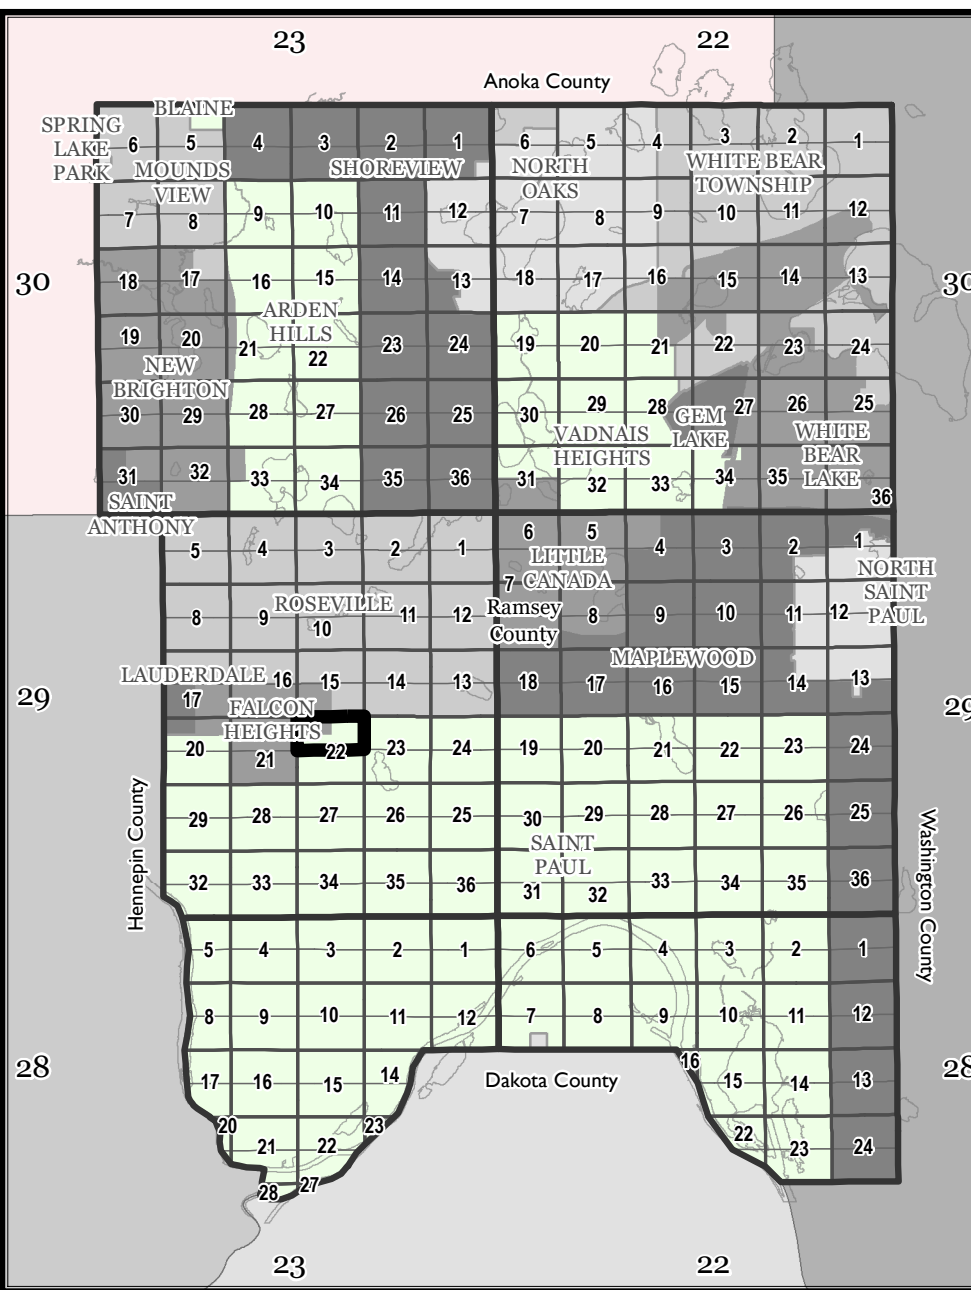 23 22
Anoka County
BLAINE
SPRING
LAKE
PARK
6 5 4 3 2 1 6 5 4 3 2 1
MOUNDS
VIEW
SHOREVIEW
NORTH
OAKS
WHITE BEAR
TOWNSHIP
7 8 9 10 11 12 7 8 9 10 11 12
30 30
18 17 16 15 14 13 18 17 16 15 14 13
ARDEN
HILLS
19 20 21 22 23 24 19 20 21 22 23 24
NEW
BRIGHTON
30 29 28 27 26 25 30 29 28 27 26 25
GEM
LAKE
VADNAIS
HEIGHTS
WHITE
BEAR
LAKE
31 32 33 34 35 36 31 32 33 34 35 36
SAINT
ANTHONY
5 4 3 2 1 6 5 4 3 2 1
LITTLE
CANADA
NORTH
SAINT
PAUL
8 9 10 11 12 7 8 9 10 11 12
ROSEVILLE
Ramsey
County
MAPLEWOOD
LAUDERDALE
17 16 15 14 13 18 17 16 15 14 13
29 29
FALCON
HEIGHTS
20 21 22 23 24 19 20 21 22 23 24
29 28 27 26 25 30 29 28 27 26 25
Hennepin County
Washington County
SAINT
PAUL
32 33 34 35 36 31 32 33 34 35 36
5 4 3 2 1 6 5 4 3 2 1
8 9 10 11 12 7 8 9 10 11 12
28 28
17 16 15 14 16 15 14 13
Dakota County
20 21 22 23 22 23 24
28 27
23 22